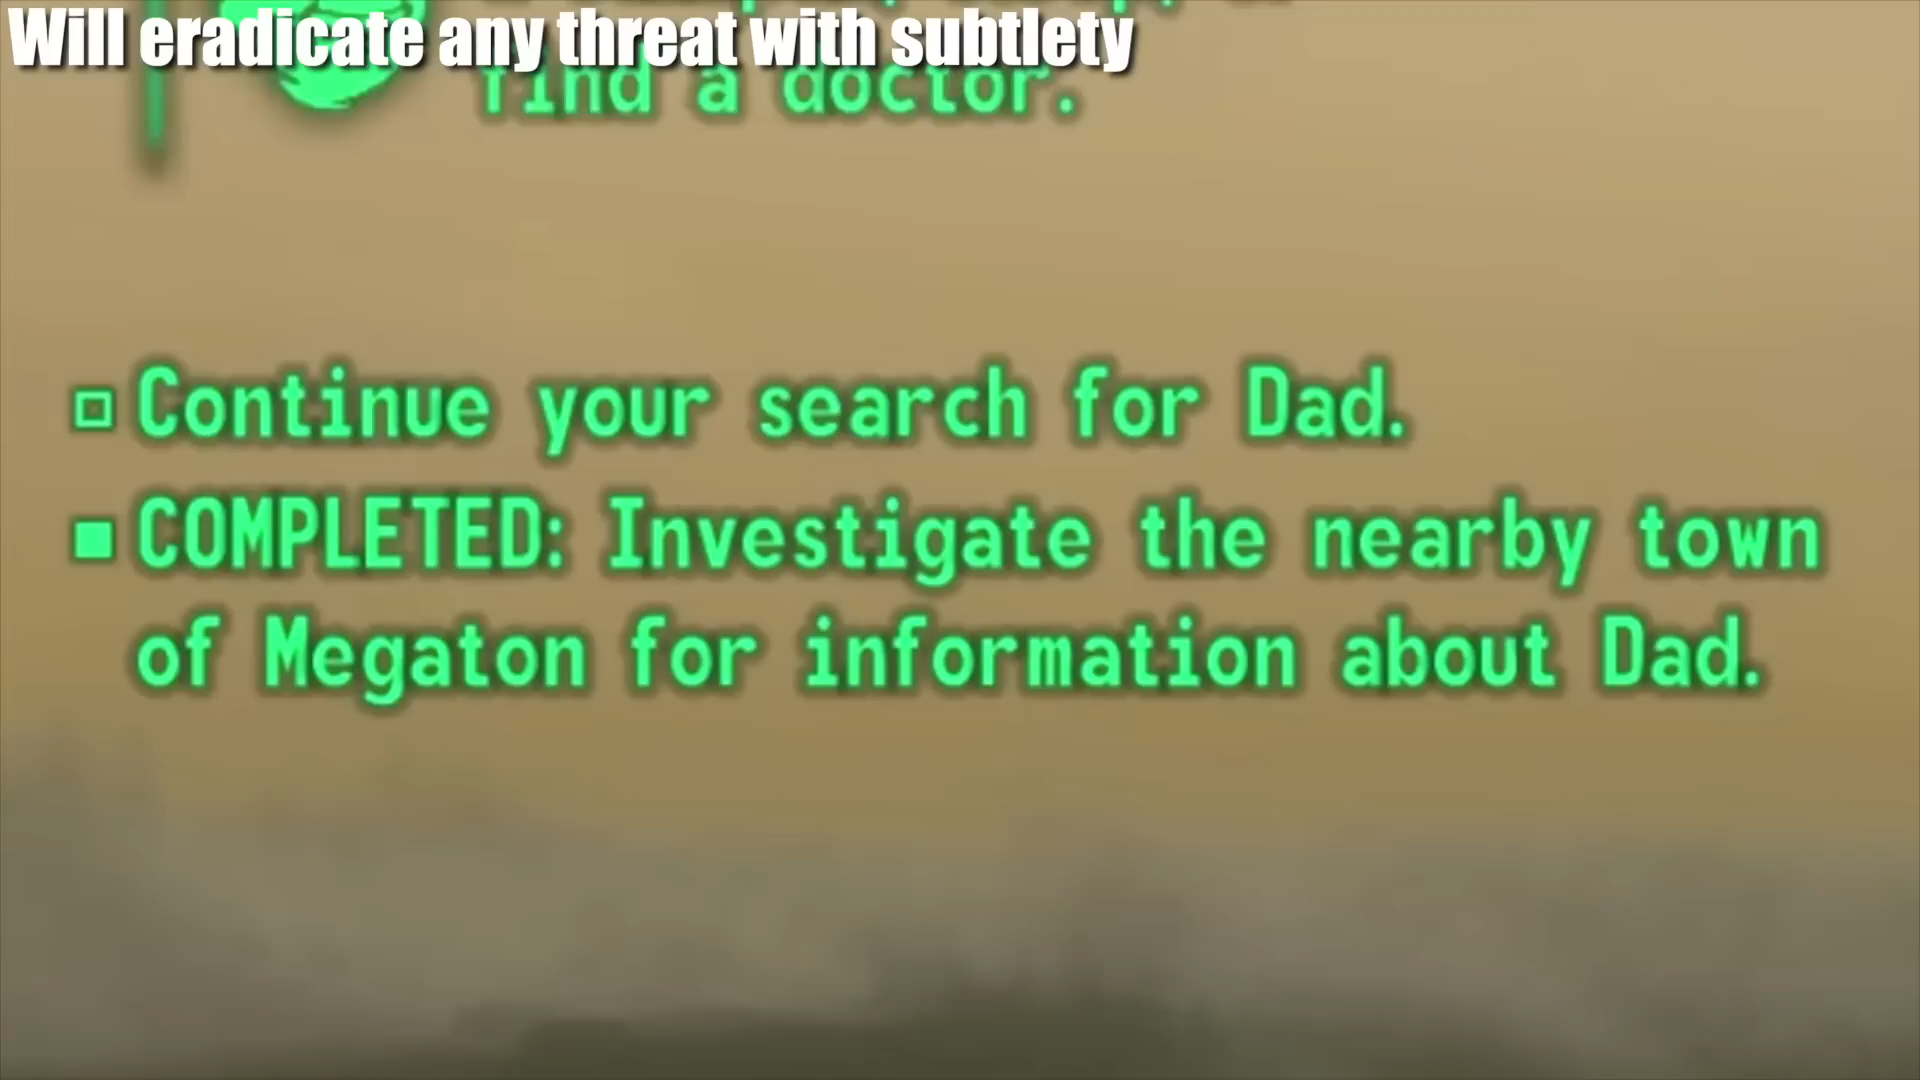 Will eradicate any threat with subtlety
find a doctor.
Continue your search for Dad.
COMPLETED: Investigate the nearby town
of Megaton for information about Dad.